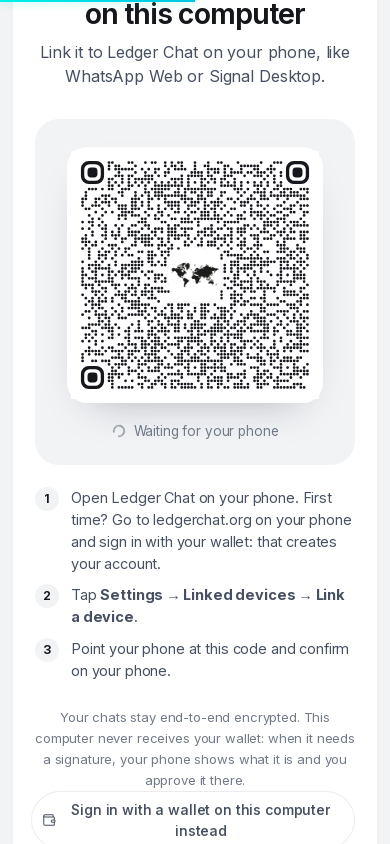 on this computer
Link it to Ledger Chat on your phone, like
WhatsApp Web or Signal Desktop.
Waiting for your phone
1 Open Ledger Chat on your phone. First
time? Go to ledgerchat.org on your phone
and sign in with your wallet: that creates
your account.
2 Tap Settings → Linked devices → Link
a device.
3 Point your phone at this code and confirm
on your phone.
Your chats stay end-to-end encrypted. This
computer never receives your wallet: when it needs
a signature, your phone shows what it is and you
approve it there.
Sign in with a wallet on this computer
instead